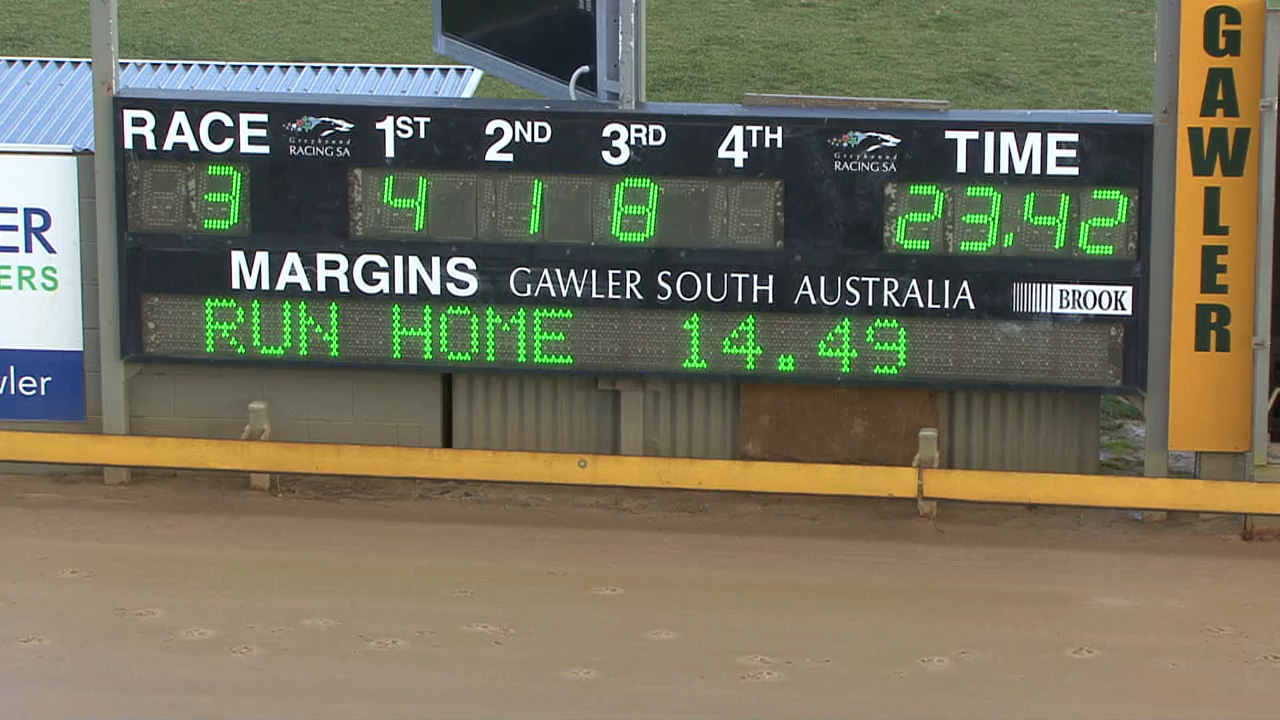 RACE 1ST 2ND 3RD 4TH TIME
Greyhound RACING SA
Greyhound RACING SA
3 4 1 8 23.42
MARGINS GAWLER SOUTH AUSTRALIA BROOK
RUN HOME 14.49
GAWLER
ER
ERS
wler